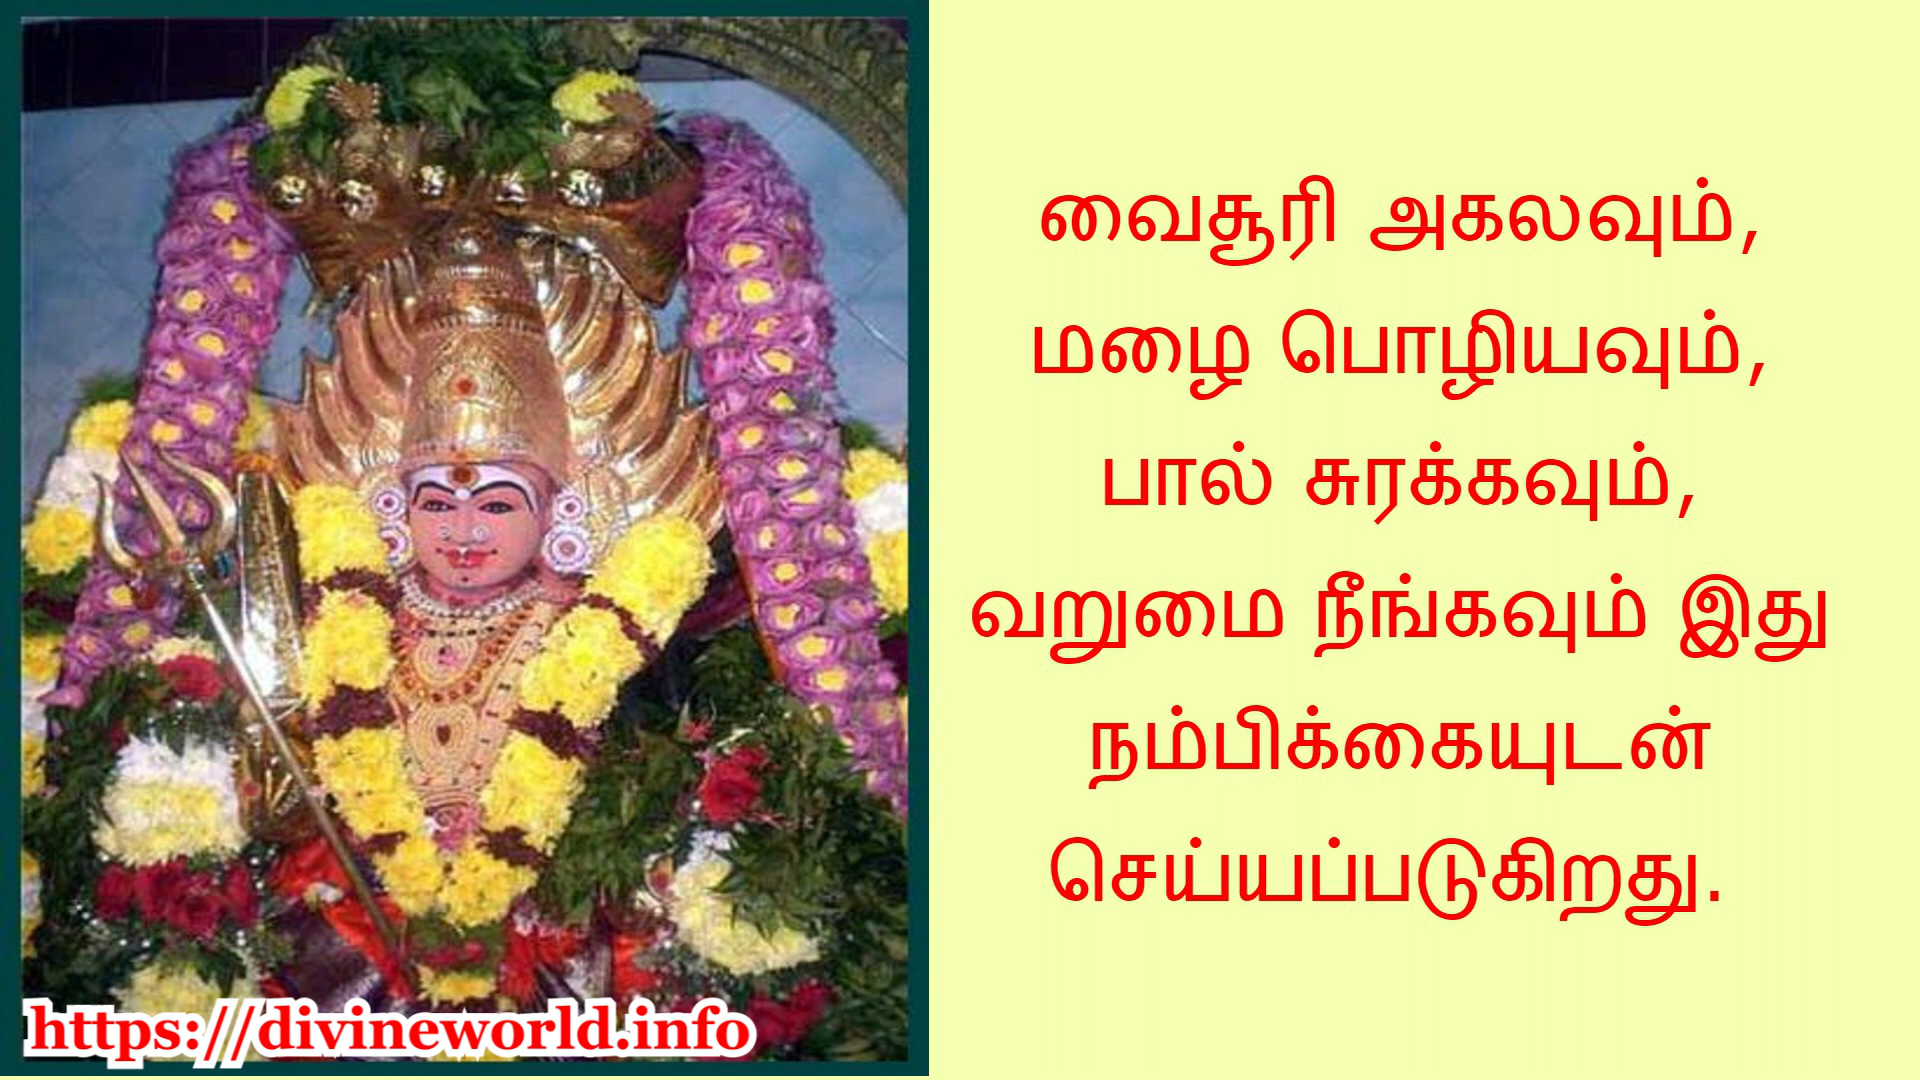 வைசூரி அகலவும்,
மழை பொழியவும்,
பால் சுரக்கவும்,
வறுமை நீங்கவும் இது
நம்பிக்கையுடன்
செய்யப்படுகிறது.
https://divineworld.info